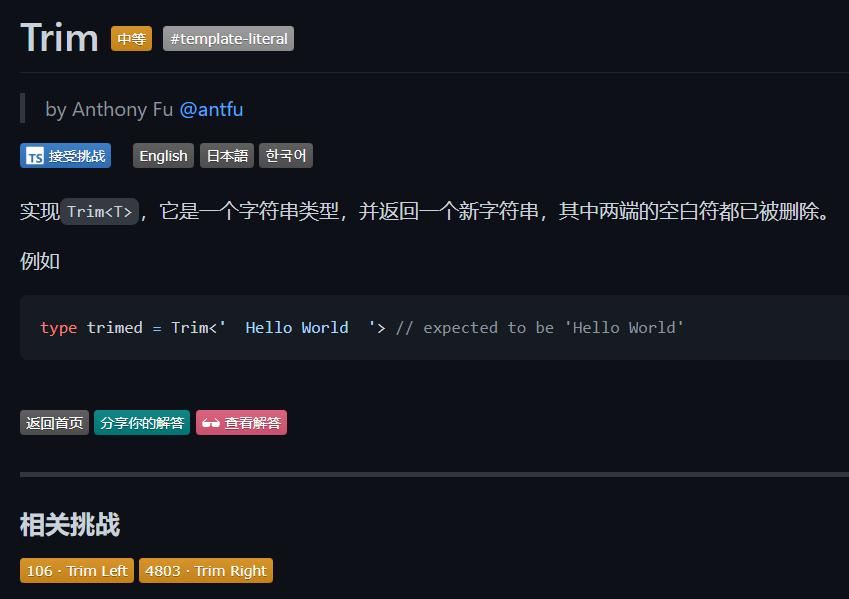 Trim 中等 #template-literal
by Anthony Fu @antfu
TS 接受挑战 English 日本語 한국어
实现 Trim<T> ，它是一个字符串类型，并返回一个新字符串，其中两端的空白符都已被删除。
例如
type trimed = Trim<'  Hello World  '> // expected to be 'Hello World'
返回首页 分享你的解答 查看解答
相关挑战
106・Trim Left 4803・Trim Right